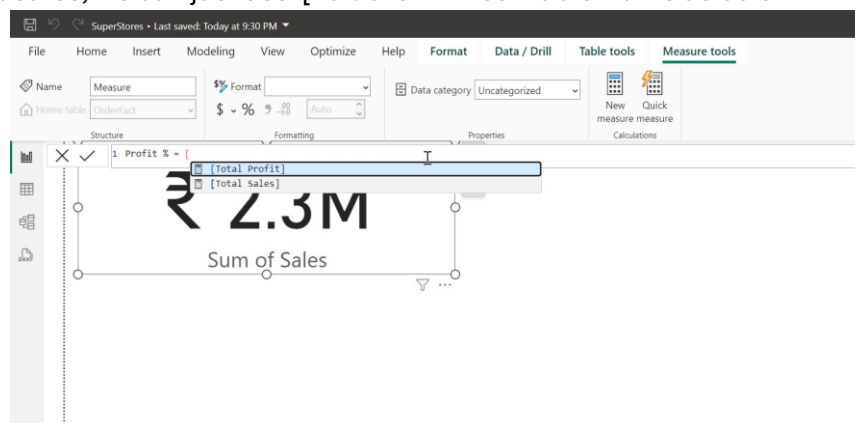 SuperStores • Last saved: Today at 9:30 PM
File Home Insert Modeling View Optimize Help Format Data / Drill Table tools Measure tools
Name Measure
Home table OrderFact
Structure
$% Format
$ % Auto
Formatting
Data category Uncategorized
Properties
New measure
Quick measure
Calculations
1 Profit % = [
[Total Profit]
[Total Sales]
₹ 2.3M
Sum of Sales